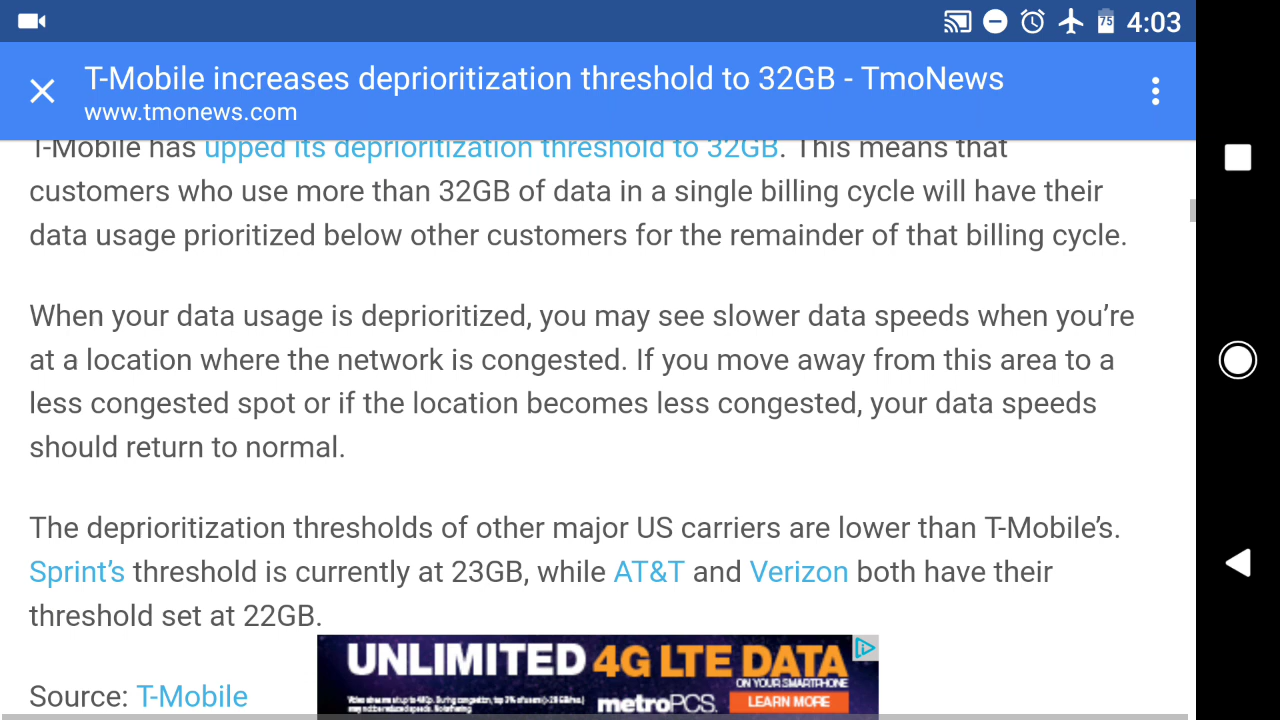 75 4:03
T-Mobile increases deprioritization threshold to 32GB - TmoNews
www.tmonews.com
T-Mobile has upped its deprioritization threshold to 32GB. This means that
customers who use more than 32GB of data in a single billing cycle will have their
data usage prioritized below other customers for the remainder of that billing cycle.
When your data usage is deprioritized, you may see slower data speeds when you’re
at a location where the network is congested. If you move away from this area to a
less congested spot or if the location becomes less congested, your data speeds
should return to normal.
The deprioritization thresholds of other major US carriers are lower than T-Mobile’s.
Sprint’s threshold is currently at 23GB, while AT&T and Verizon both have their
threshold set at 22GB.
UNLIMITED 4G LTE DATA
ON YOUR SMARTPHONE
metroPCS.
LEARN MORE
Source: T-Mobile